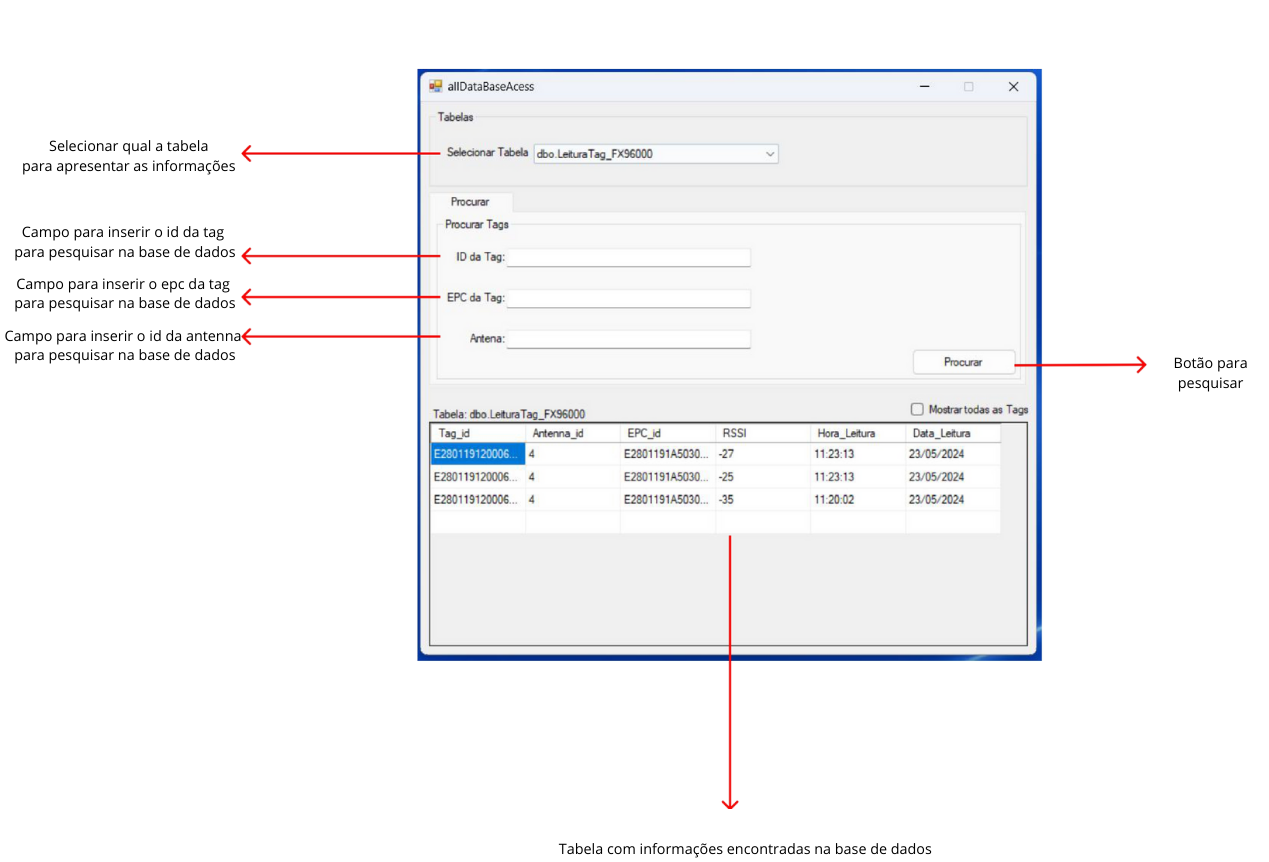 allDataBaseAcess
Tabelas
Selecionar qual a tabela
para apresentar as informações
Selecionar Tabela
dbo.LeituraTag_FX96000
Procurar
Procurar Tags
Campo para inserir o id da tag
para pesquisar na base de dados
ID da Tag:
Campo para inserir o epc da tag
para pesquisar na base de dados
EPC da Tag:
Campo para inserir o id da antenna
para pesquisar na base de dados
Antena:
Procurar
Botão para
pesquisar
Mostrar todas as Tags
Tabela: dbo.LeituraTag_FX96000
Tag_id Antenna_id EPC_id RSSI Hora_Leitura Data_Leitura
E280119120006... 4 E2801191A5030... -27 11:23:13 23/05/2024
E280119120006... 4 E2801191A5030... -25 11:23:13 23/05/2024
E280119120006... 4 E2801191A5030... -35 11:20:02 23/05/2024
Tabela com informações encontradas na base de dados